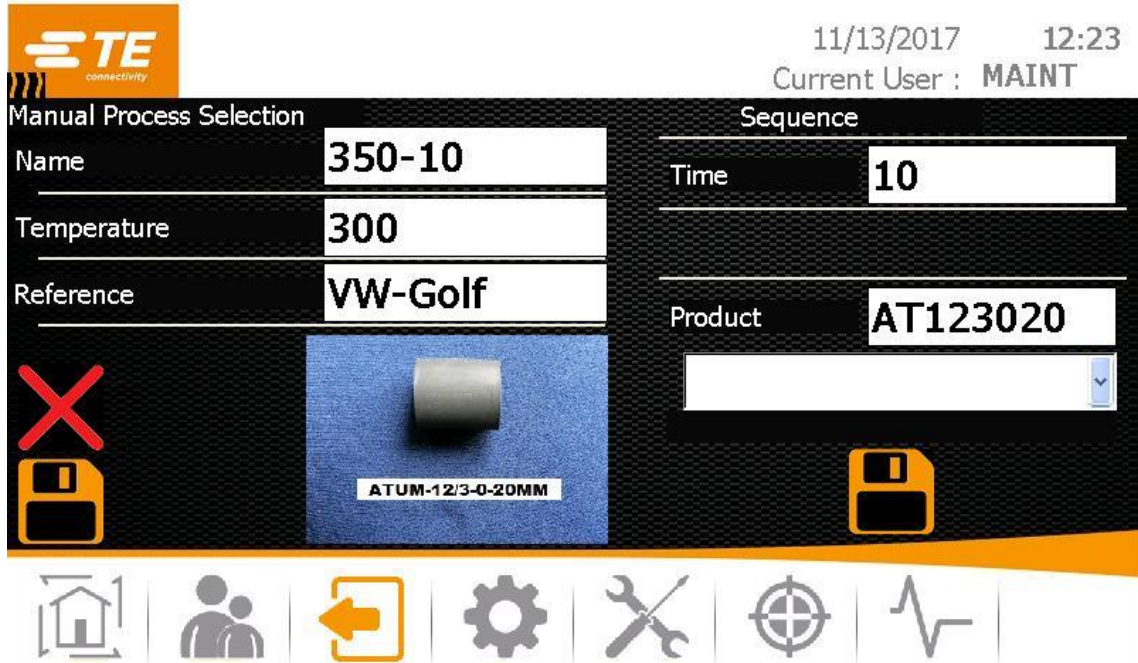 TE
connectivity
11/13/2017 12:23
Current User : MAINT
Manual Process Selection
Name 350-10
Temperature 300
Reference VW-Golf
Sequence
Time 10
Product AT123020
ATUM-12/3-0-20MM